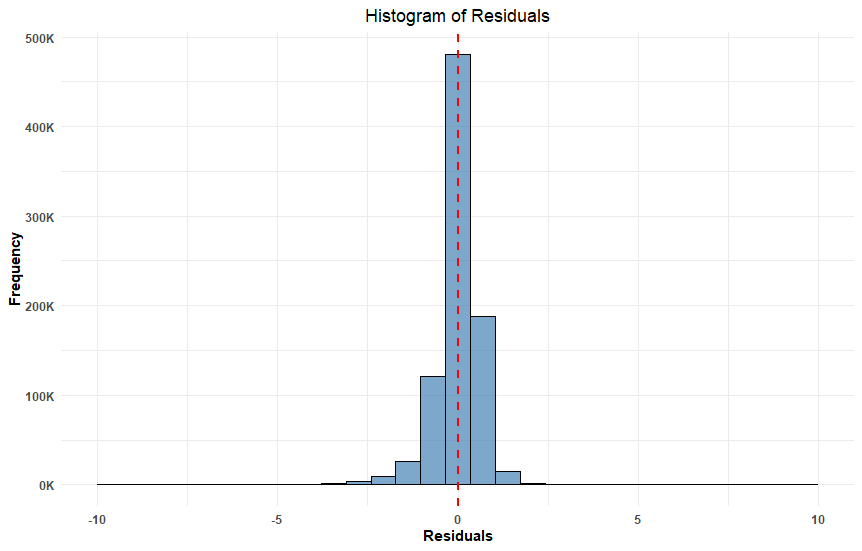 Histogram of Residuals
500K
400K
300K
200K
100K
0K
Frequency
-10 -5 0 5 10
Residuals